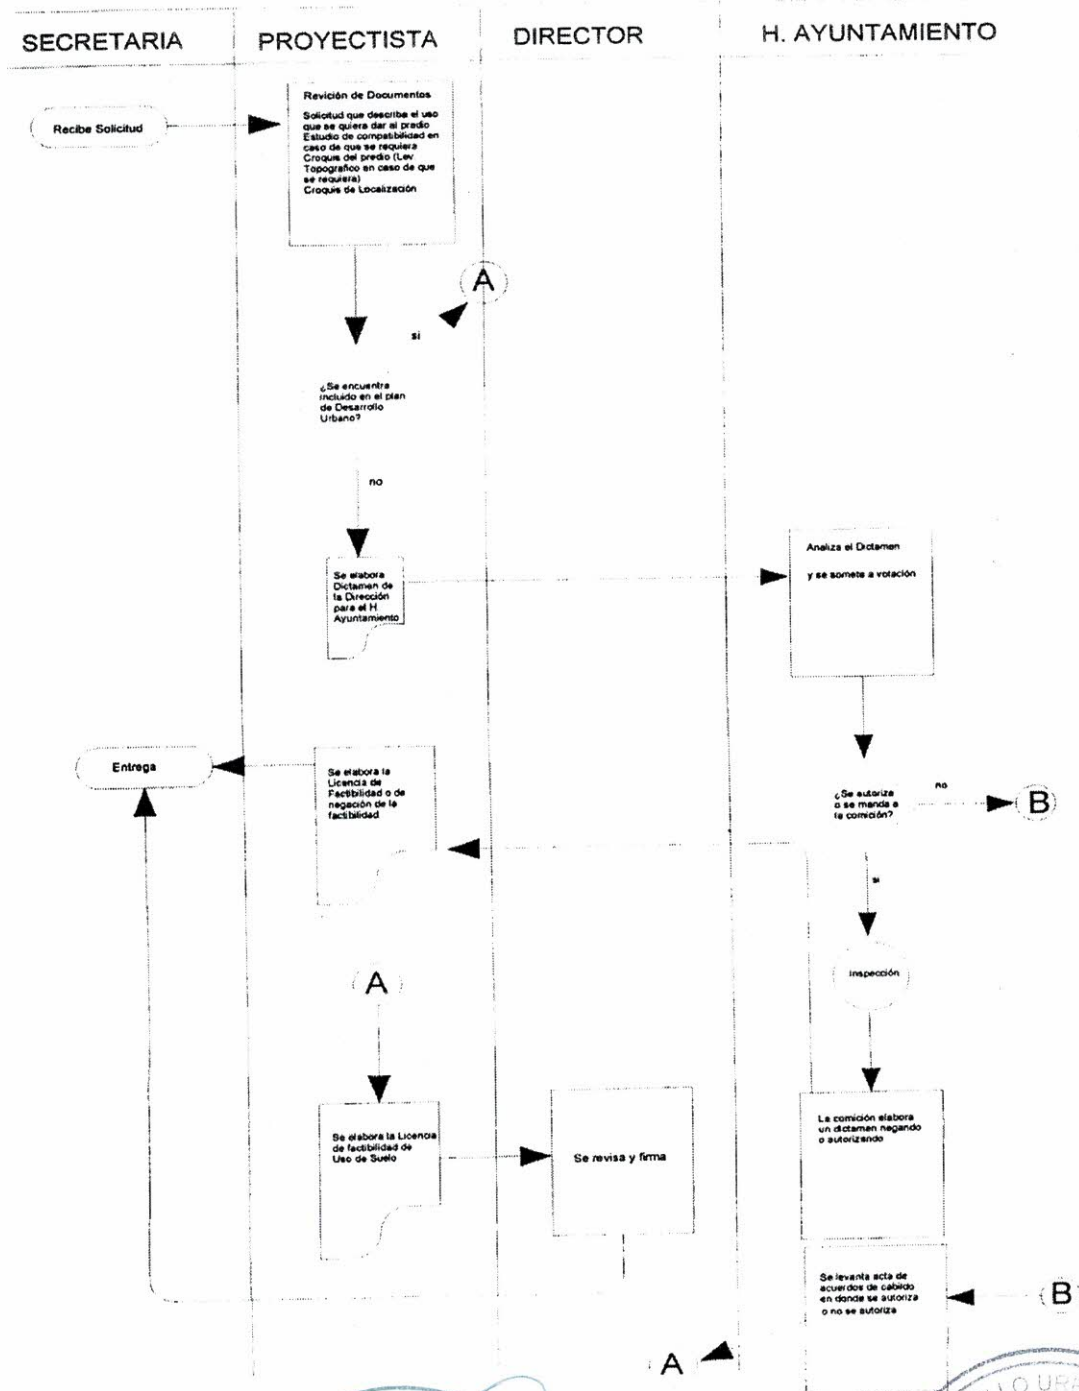 SECRETARIA
PROYECTISTA
DIRECTOR
H. AYUNTAMIENTO
Recibe Solicitud
Revición de Documentos
Solicitud que describa el uso
que se quiera dar al predio
Estudio de compatibilidad en
caso de que se requiera
Croquis del predio (Lev
Topografico en caso de que
se requiera)
Croquis de Localización
A
si
¿Se encuentra
incluido en el plan
de Desarrollo
Urbano?
no
Se elabora
Dictamen de
la Dirección
para el H
Ayuntamiento
Analiza el Dictamen
y se somete a votación
Entrega
Se elabora la
Licencia de
Factibilidad o de
negación de la
factibilidad
¿Se autoriza
o se manda a
la comición?
no
B
si
Inspección
A
Se elabora la Licencia
de factibilidad de
Uso de Suelo
Se revisa y firma
La comición elabora
un dictamen negando
o autorizando
Se levanta acta de
acuerdos de cabildo
en donde se autoriza
o no se autoriza
B
A